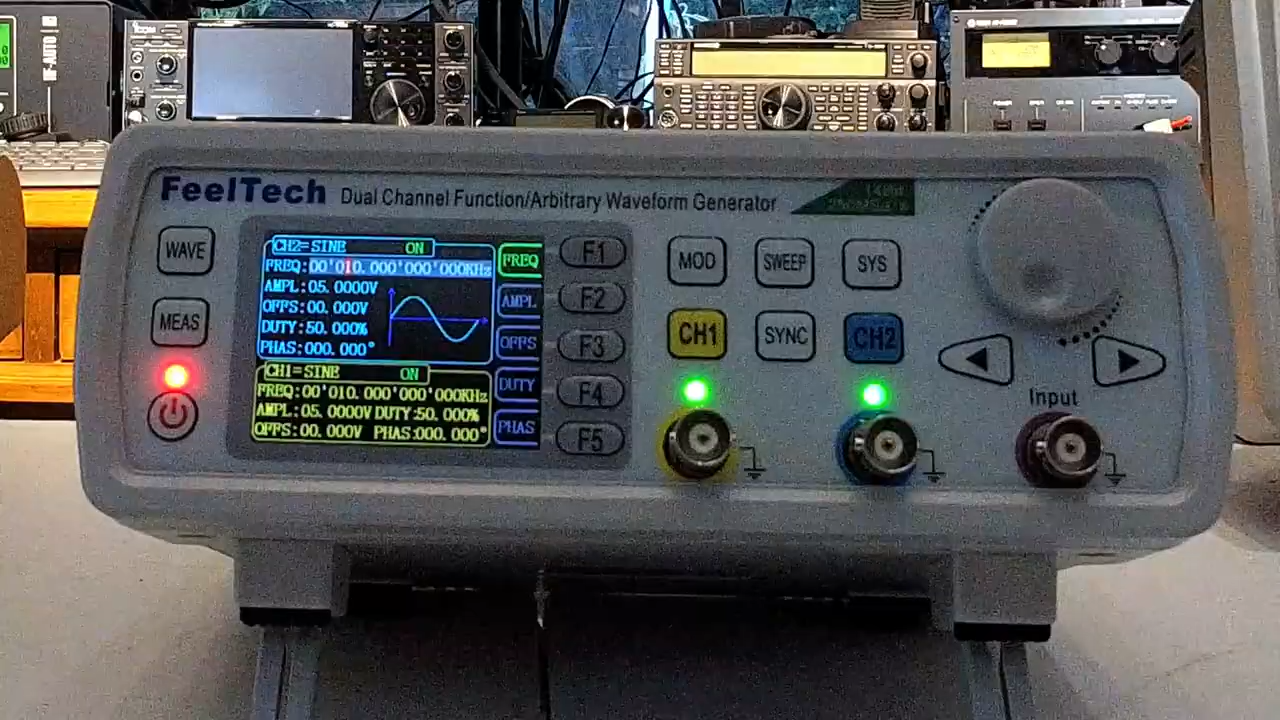 FeelTech Dual Channel Function/Arbitrary Waveform Generator
WAVE
MEAS
CH2=SINE ON
FREQ:00'010.000'000'000KHz
AMPL:05.0000V
OFFS:00.000V
DUTY:50.000%
PHAS:000.000°
CH1=SINE ON
FREQ:00'010.000'000'000KHz
AMPL:05.0000V DUTY:50.000%
OFFS:00.000V PHAS:000.000°
FREQ
AMPL
OFFS
DUTY
PHAS
F1
F2
F3
F4
F5
MOD
SWEEP
SYS
CH1
SYNC
CH2
Input